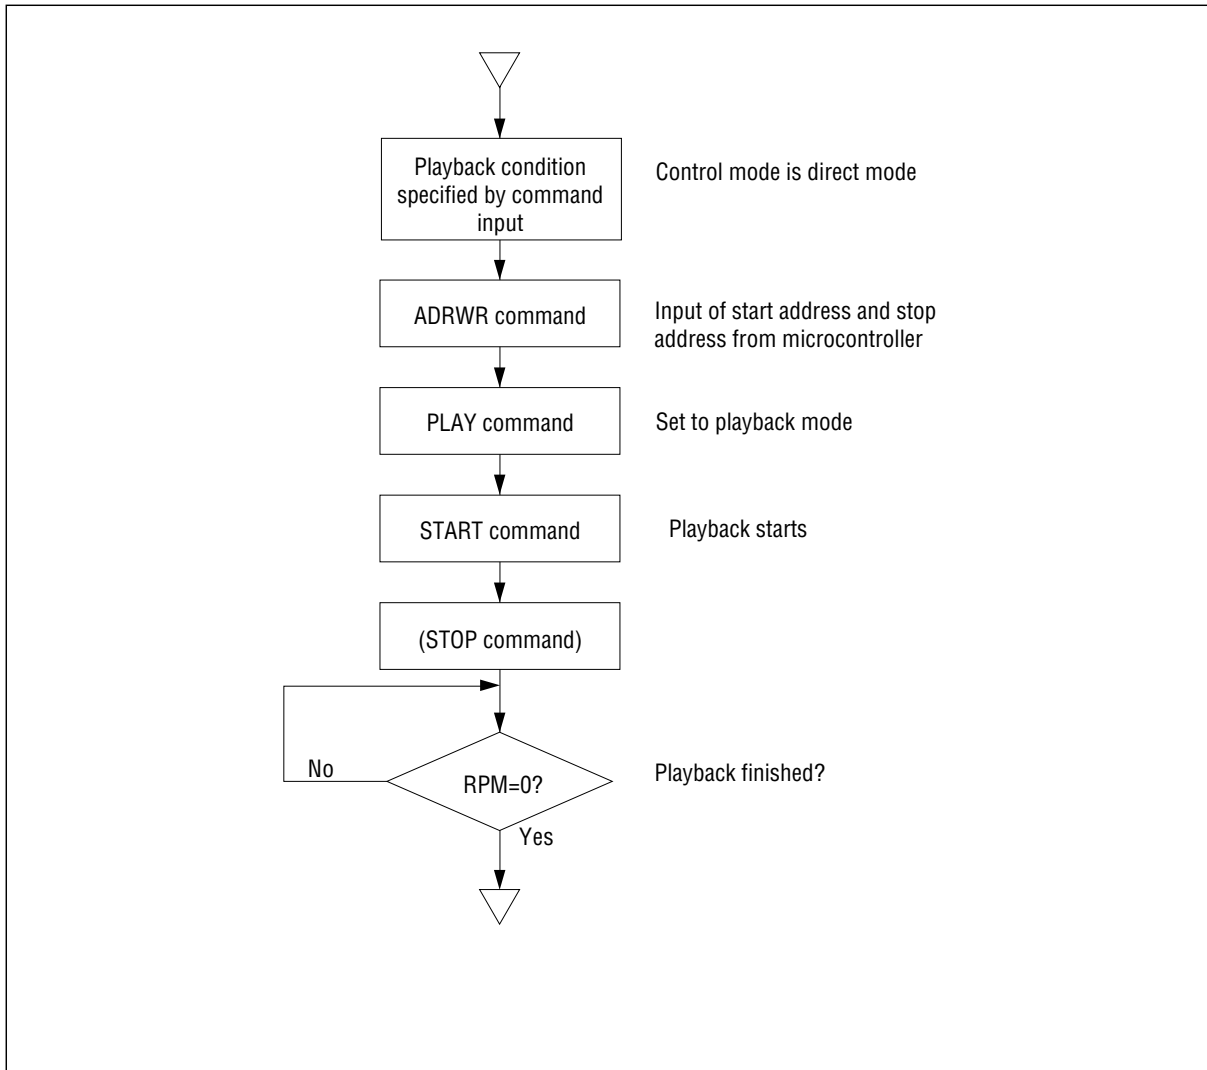 Playback condition
specified by command
input
Control mode is direct mode
ADRWR command
Input of start address and stop
address from microcontroller
PLAY command
Set to playback mode
START command
Playback starts
(STOP command)
No
RPM=0?
Playback finished?
Yes